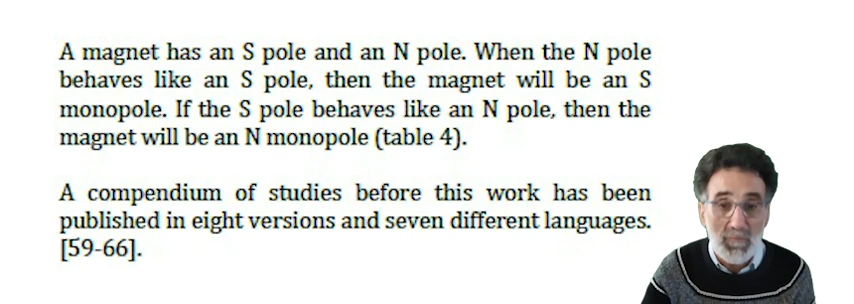 A magnet has an S pole and an N pole. When the N pole
behaves like an S pole, then the magnet will be an S
monopole. If the S pole behaves like an N pole, then the
magnet will be an N monopole (table 4).
A compendium of studies before this work has been
published in eight versions and seven different languages.
[59-66].